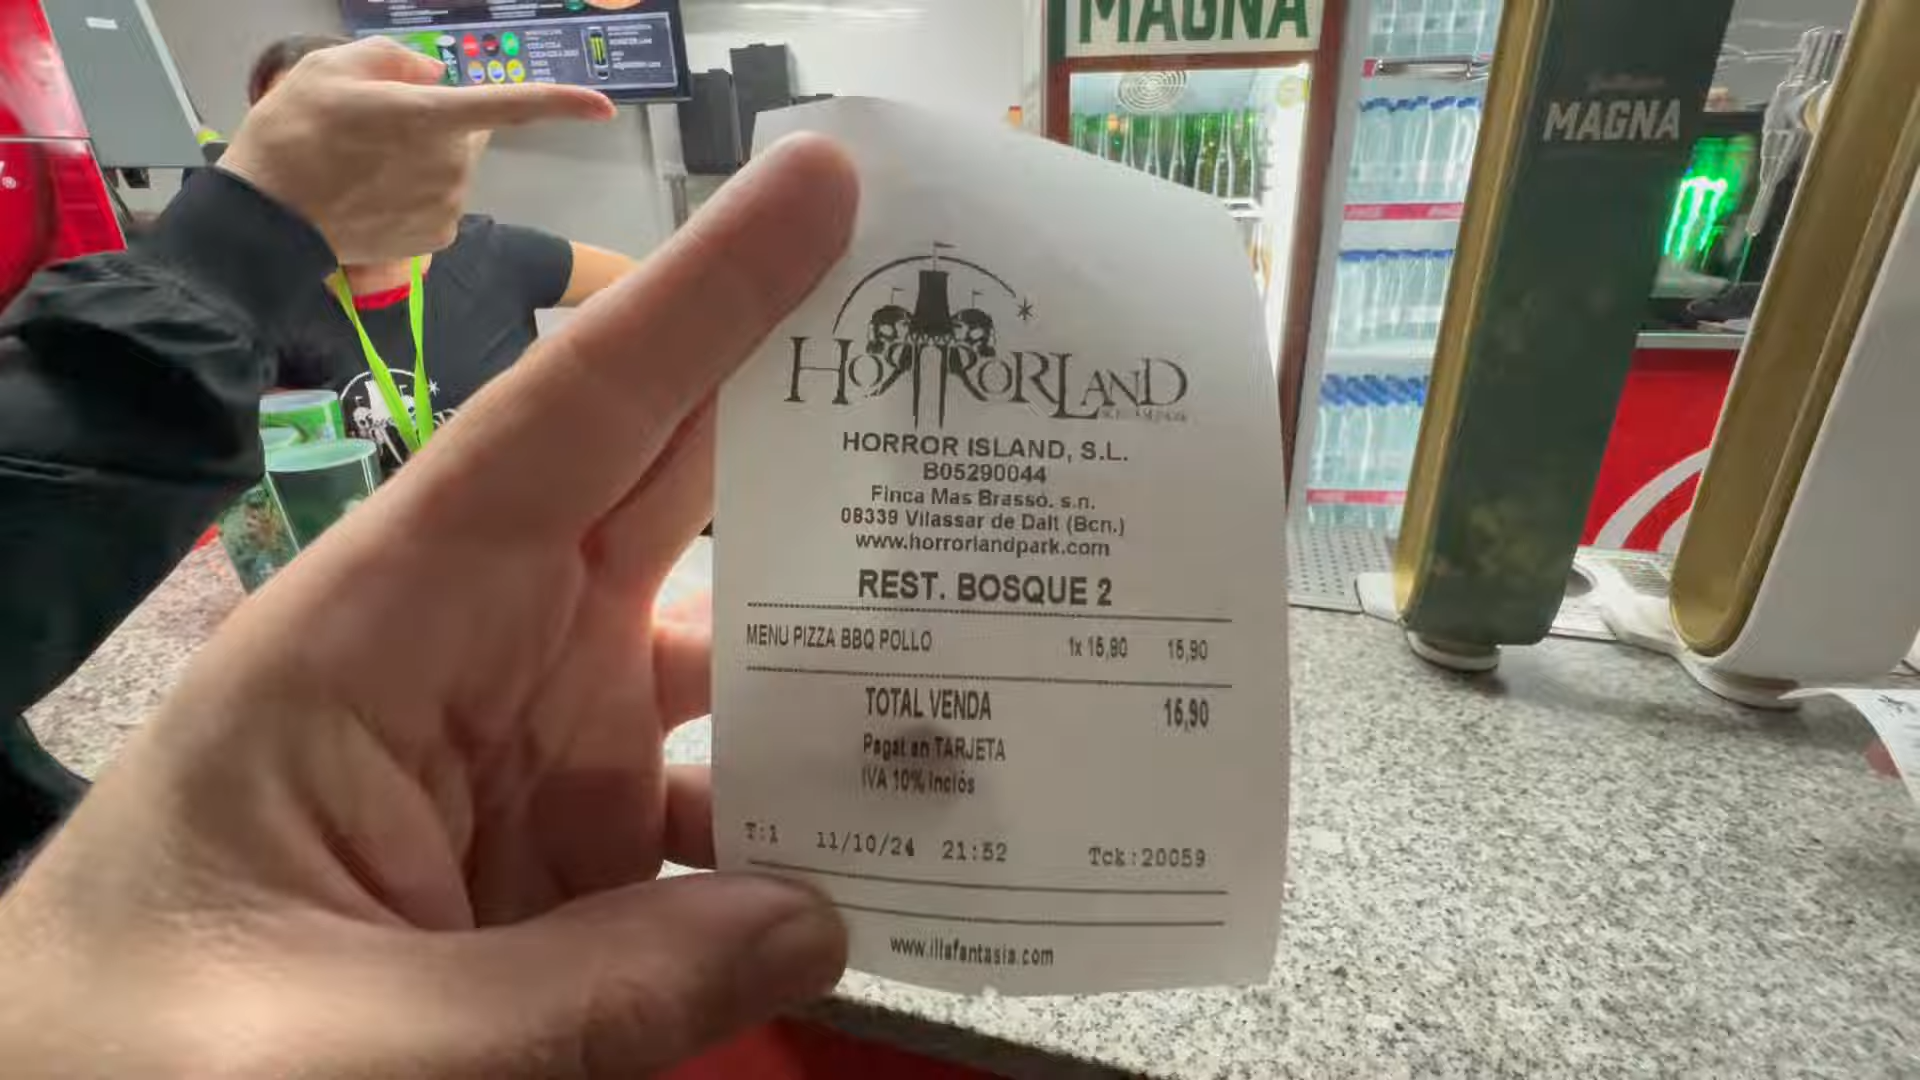 MAGNA
MAGNA
HORRORLAND
HORROR ISLAND, S.L.
B05290044
Finca Mas Brassó, s.n.
08339 Vilassar de Dalt (Bcn.)
www.horrorlandpark.com
REST. BOSQUE 2
MENU PIZZA BBQ POLLO 1x 15,90 15,90
TOTAL VENDA 15,90
Pagat en TARJETA
IVA 10% Inclòs
T:1 11/10/24 21:52 Tck:20059
www.illafantasia.com